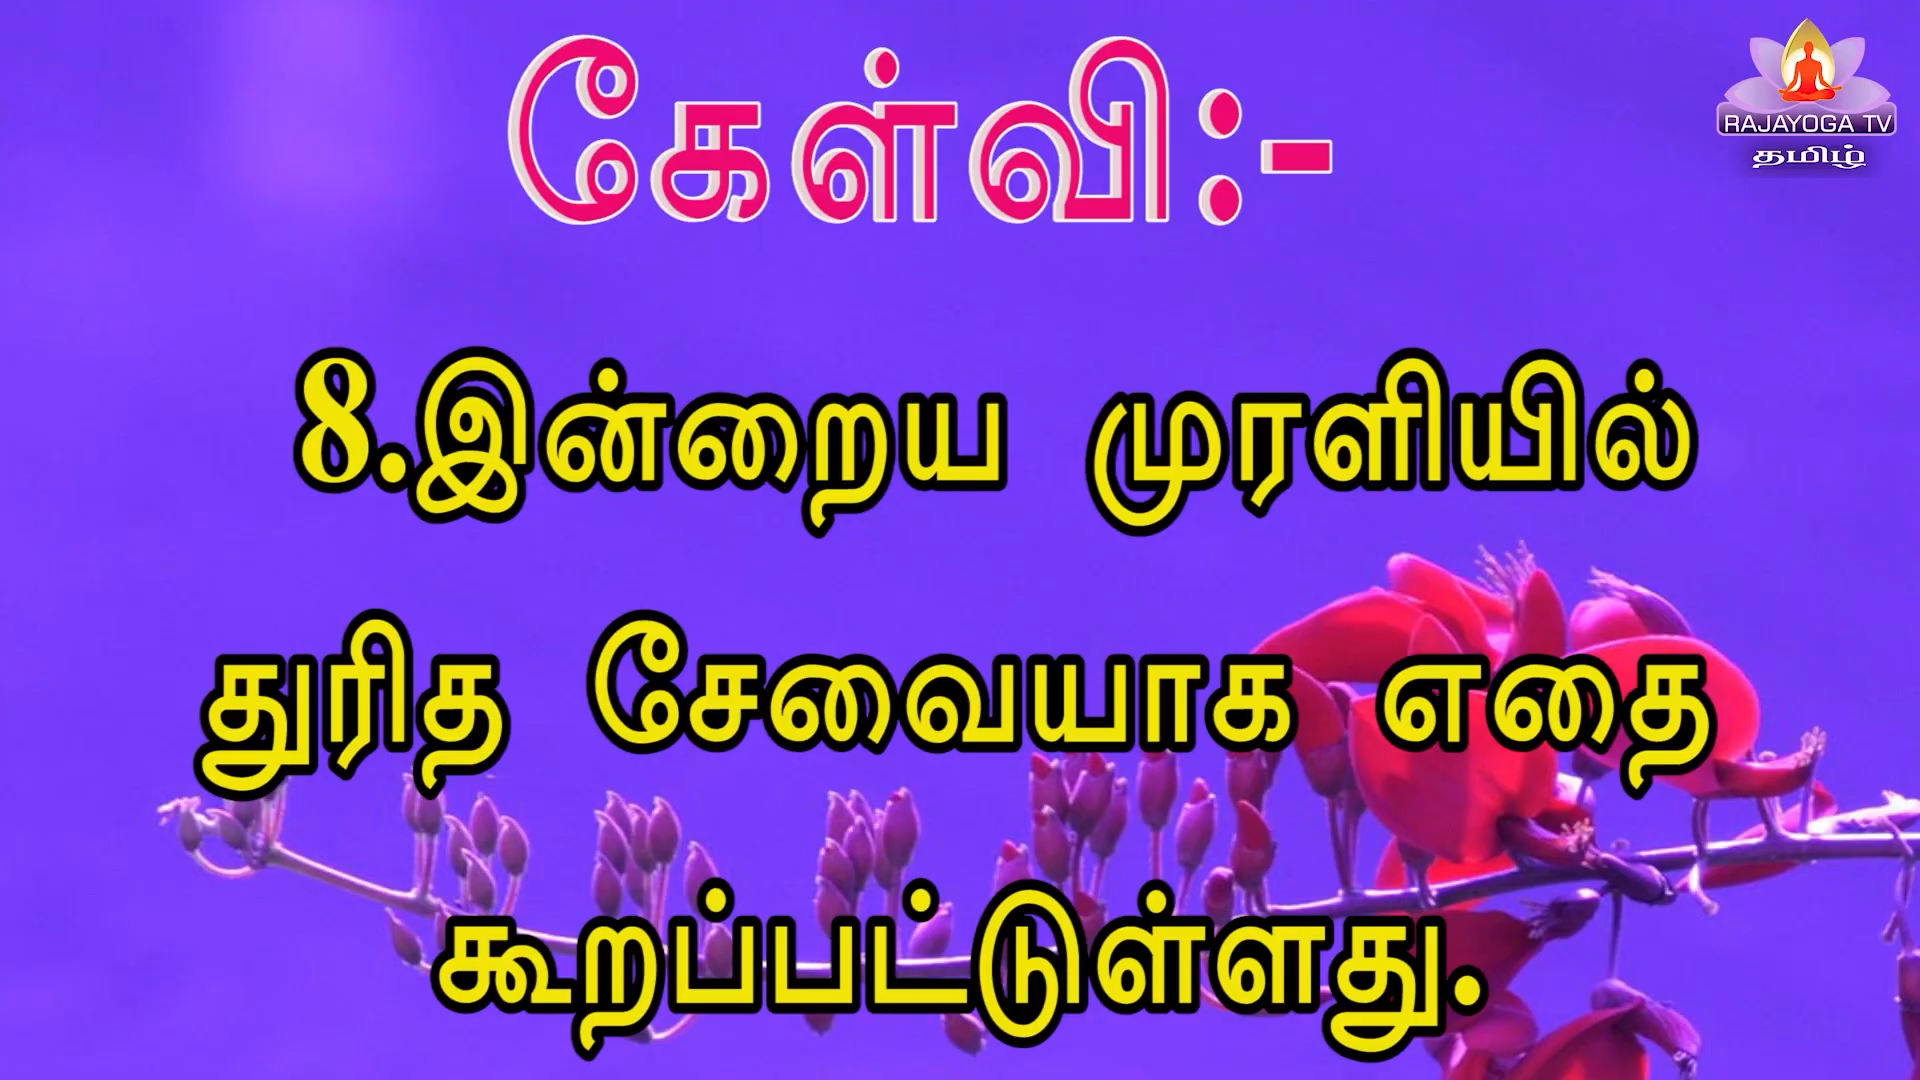 கேள்வி:-
RAJAYOGA TV
தமிழ்
8.இன்றைய முரளியில்
துரித சேவையாக எதை
கூறப்பட்டுள்ளது.